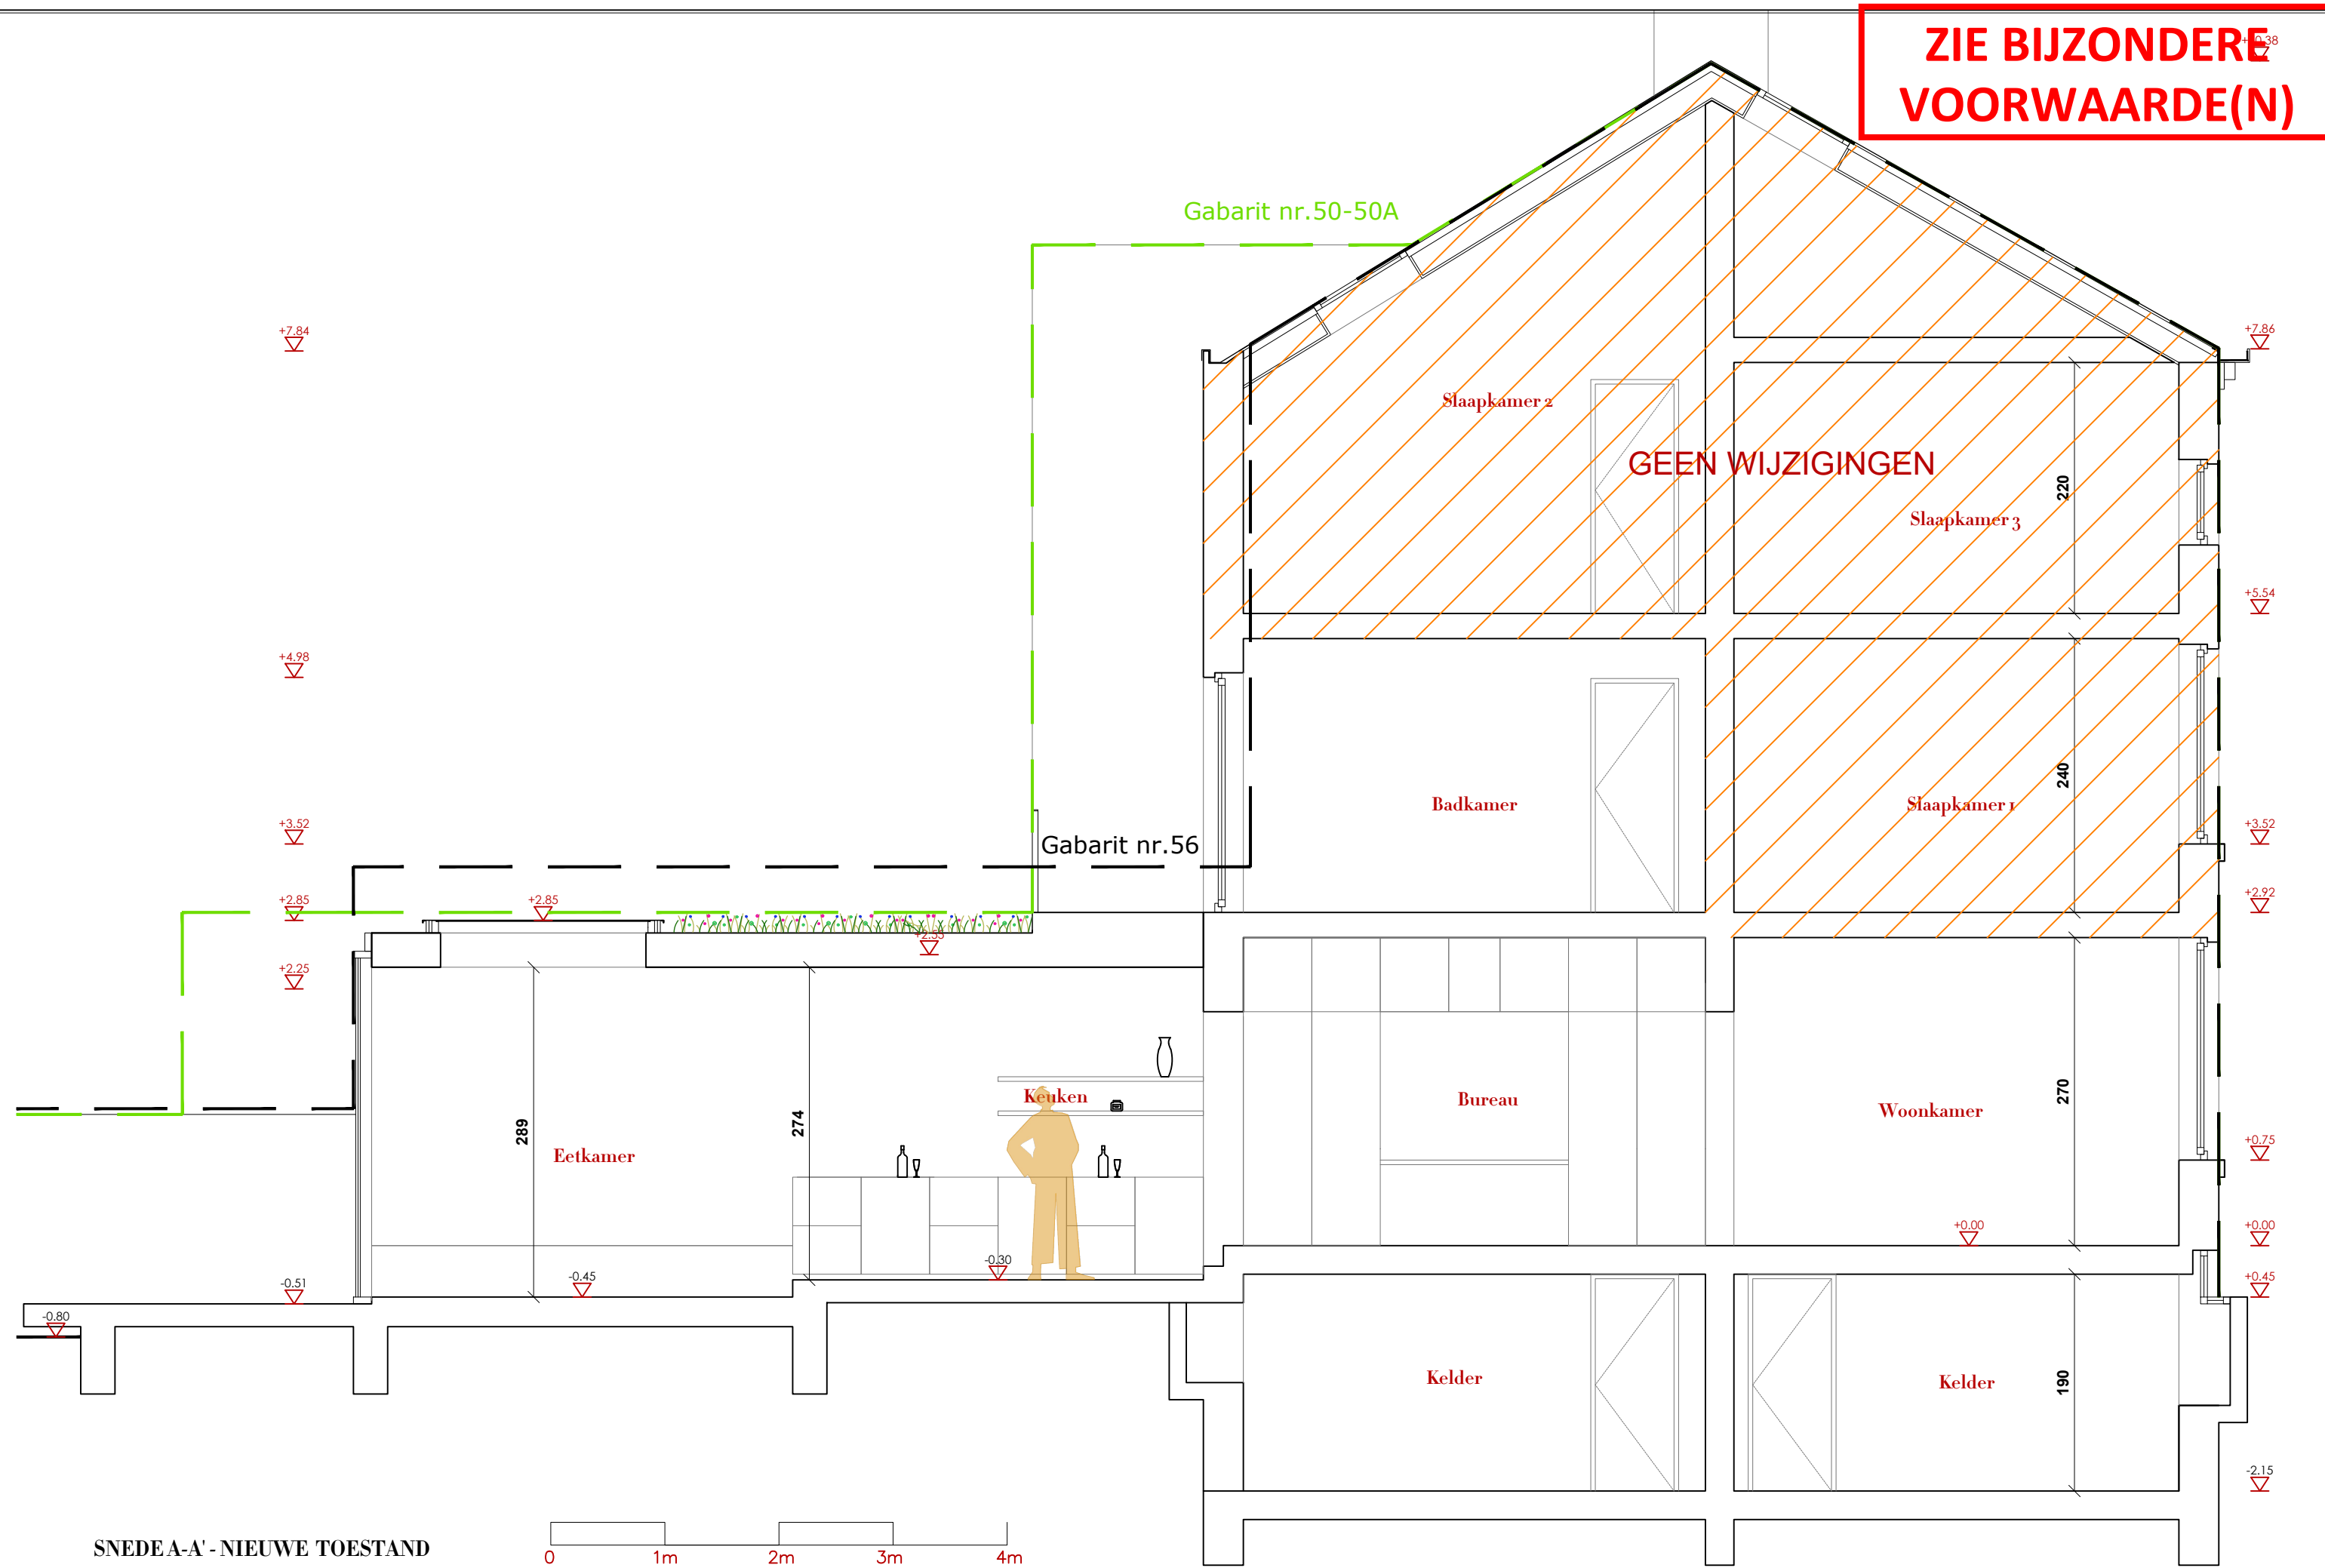 ZIE BIJZONDERE
VOORWAARDE(N)
Gabarit nr.50-50A
+7.84
+7.86
Slaapkamer 2
GEEN WIJZIGINGEN
220
Slaapkamer 3
+5.54
+4.98
240
Badkamer
Slaapkamer 1
+3.52
+3.52
Gabarit nr.56
+2.85
+2.85
+2.92
+2.55
+2.25
289
274
Keuken
Bureau
270
Woonkamer
Eetkamer
+0.75
+0.00
+0.00
-0.30
-0.45
-0.51
+0.45
-0.80
Kelder
190
Kelder
-2.15
SNEDE A-A' - NIEUWE TOESTAND
0 1m 2m 3m 4m